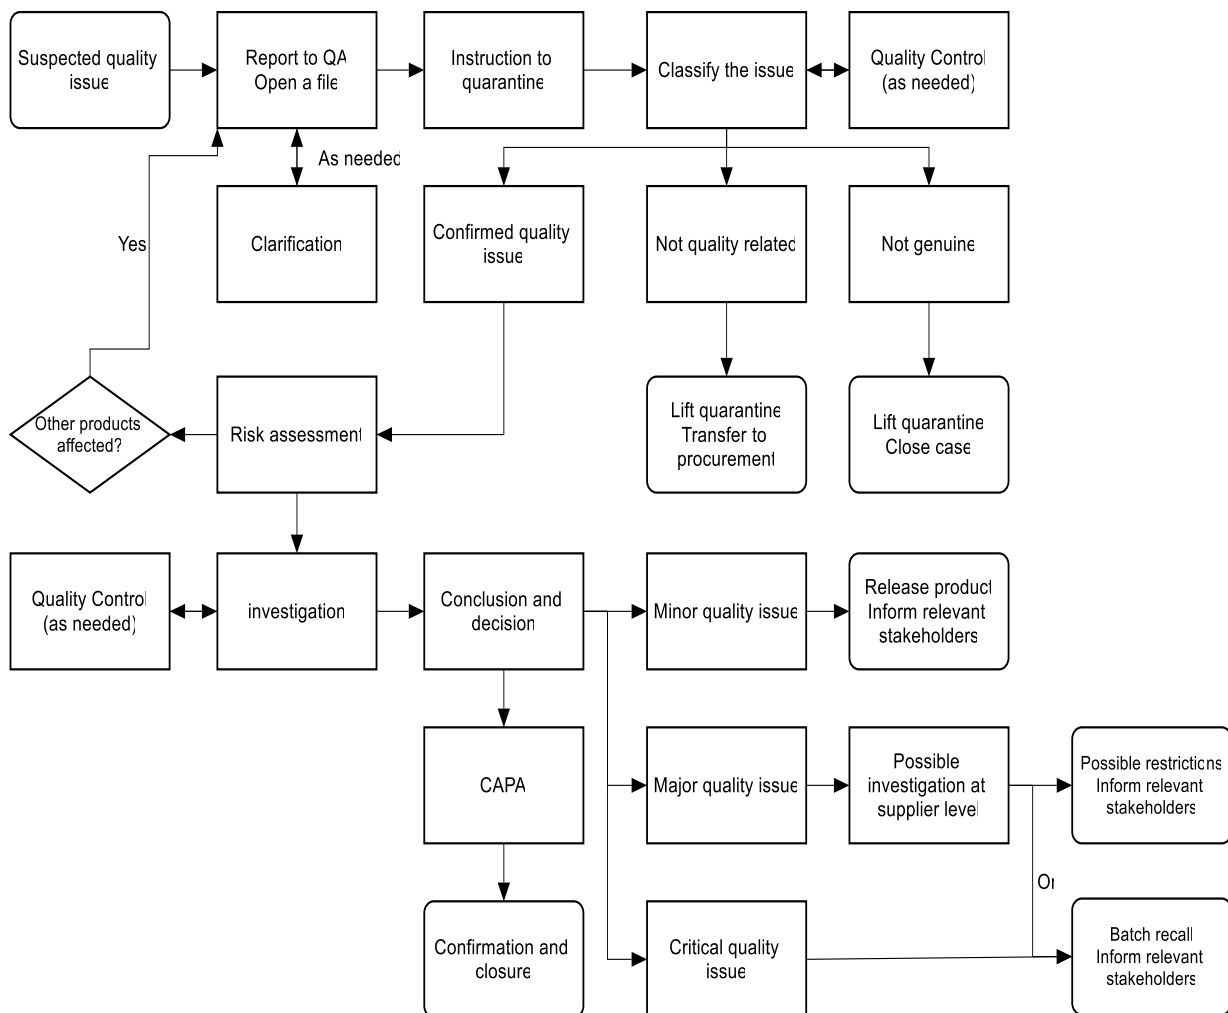 Suspected quality
issue
Report to QA
Open a file
Instruction to
quarantine
Classify the issue
Quality Control
(as needed)
As needed
Yes
Clarification
Confirmed quality
issue
Not quality related
Not genuine
Other products
affected?
Risk assessment
Lift quarantine
Transfer to
procurement
Lift quarantine
Close case
Quality Control
(as needed)
investigation
Conclusion and
decision
Minor quality issue
Release product
Inform relevant
stakeholders
CAPA
Major quality issue
Possible
investigation at
supplier level
Possible restrictions
Inform relevant
stakeholders
Or
Confirmation and
closure
Critical quality
issue
Batch recall
Inform relevant
stakeholders